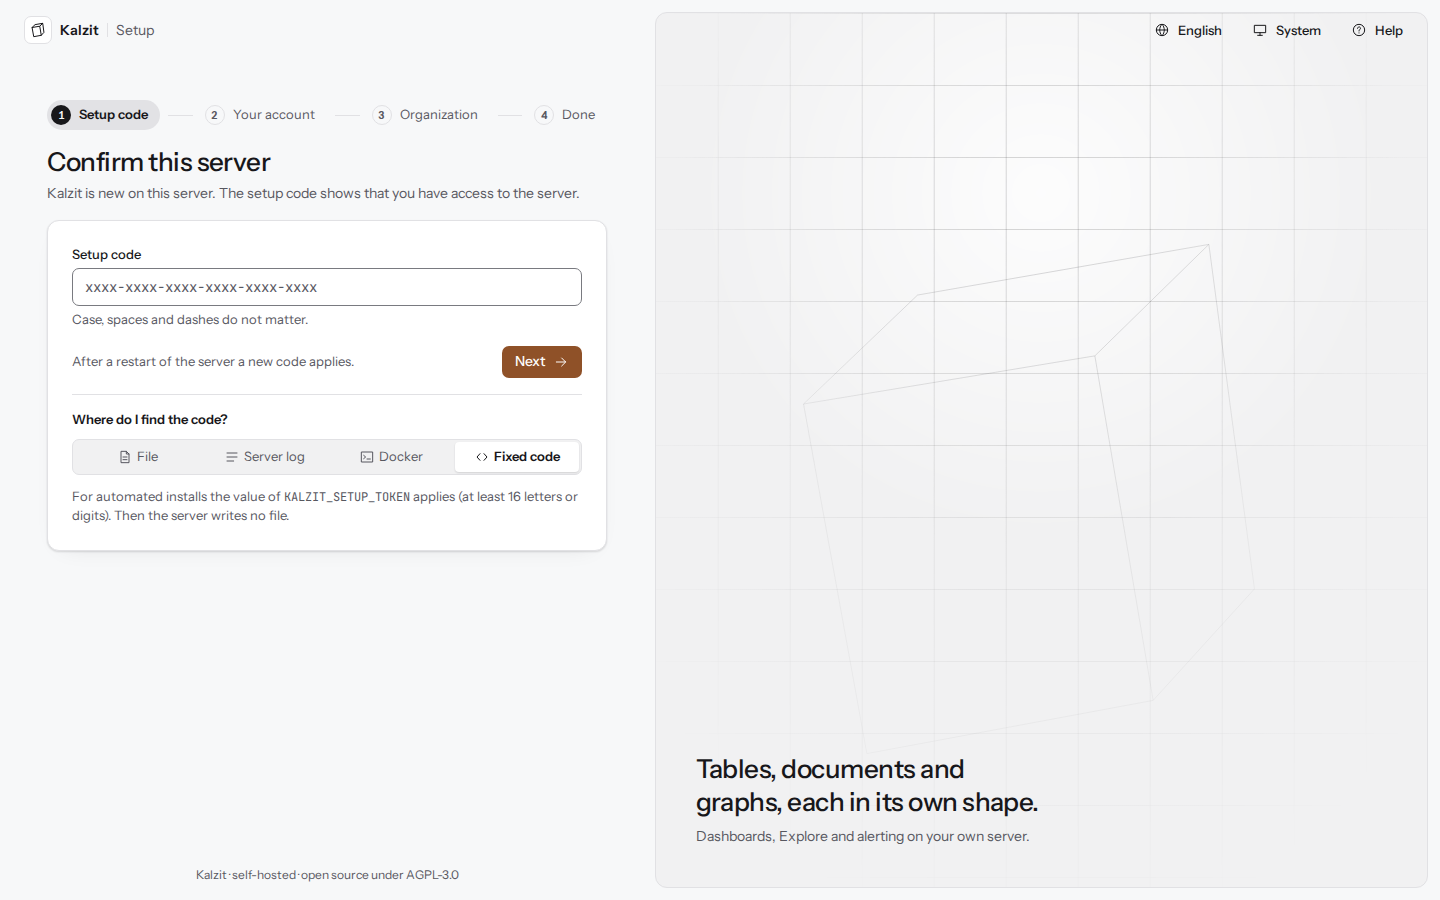 Kalzit
Setup
English
System
Help
1 Setup code
2 Your account
3 Organization
4 Done
Confirm this server
Kalzit is new on this server. The setup code shows that you have access to the server.
Setup code
xxxx-xxxx-xxxx-xxxx-xxxx-xxxx
Case, spaces and dashes do not matter.
After a restart of the server a new code applies.
Next
Where do I find the code?
File
Server log
Docker
Fixed code
For automated installs the value of KALZIT_SETUP_TOKEN applies (at least 16 letters or
digits). Then the server writes no file.
Tables, documents and
graphs, each in its own shape.
Dashboards, Explore and alerting on your own server.
Kalzit · self-hosted · open source under AGPL-3.0